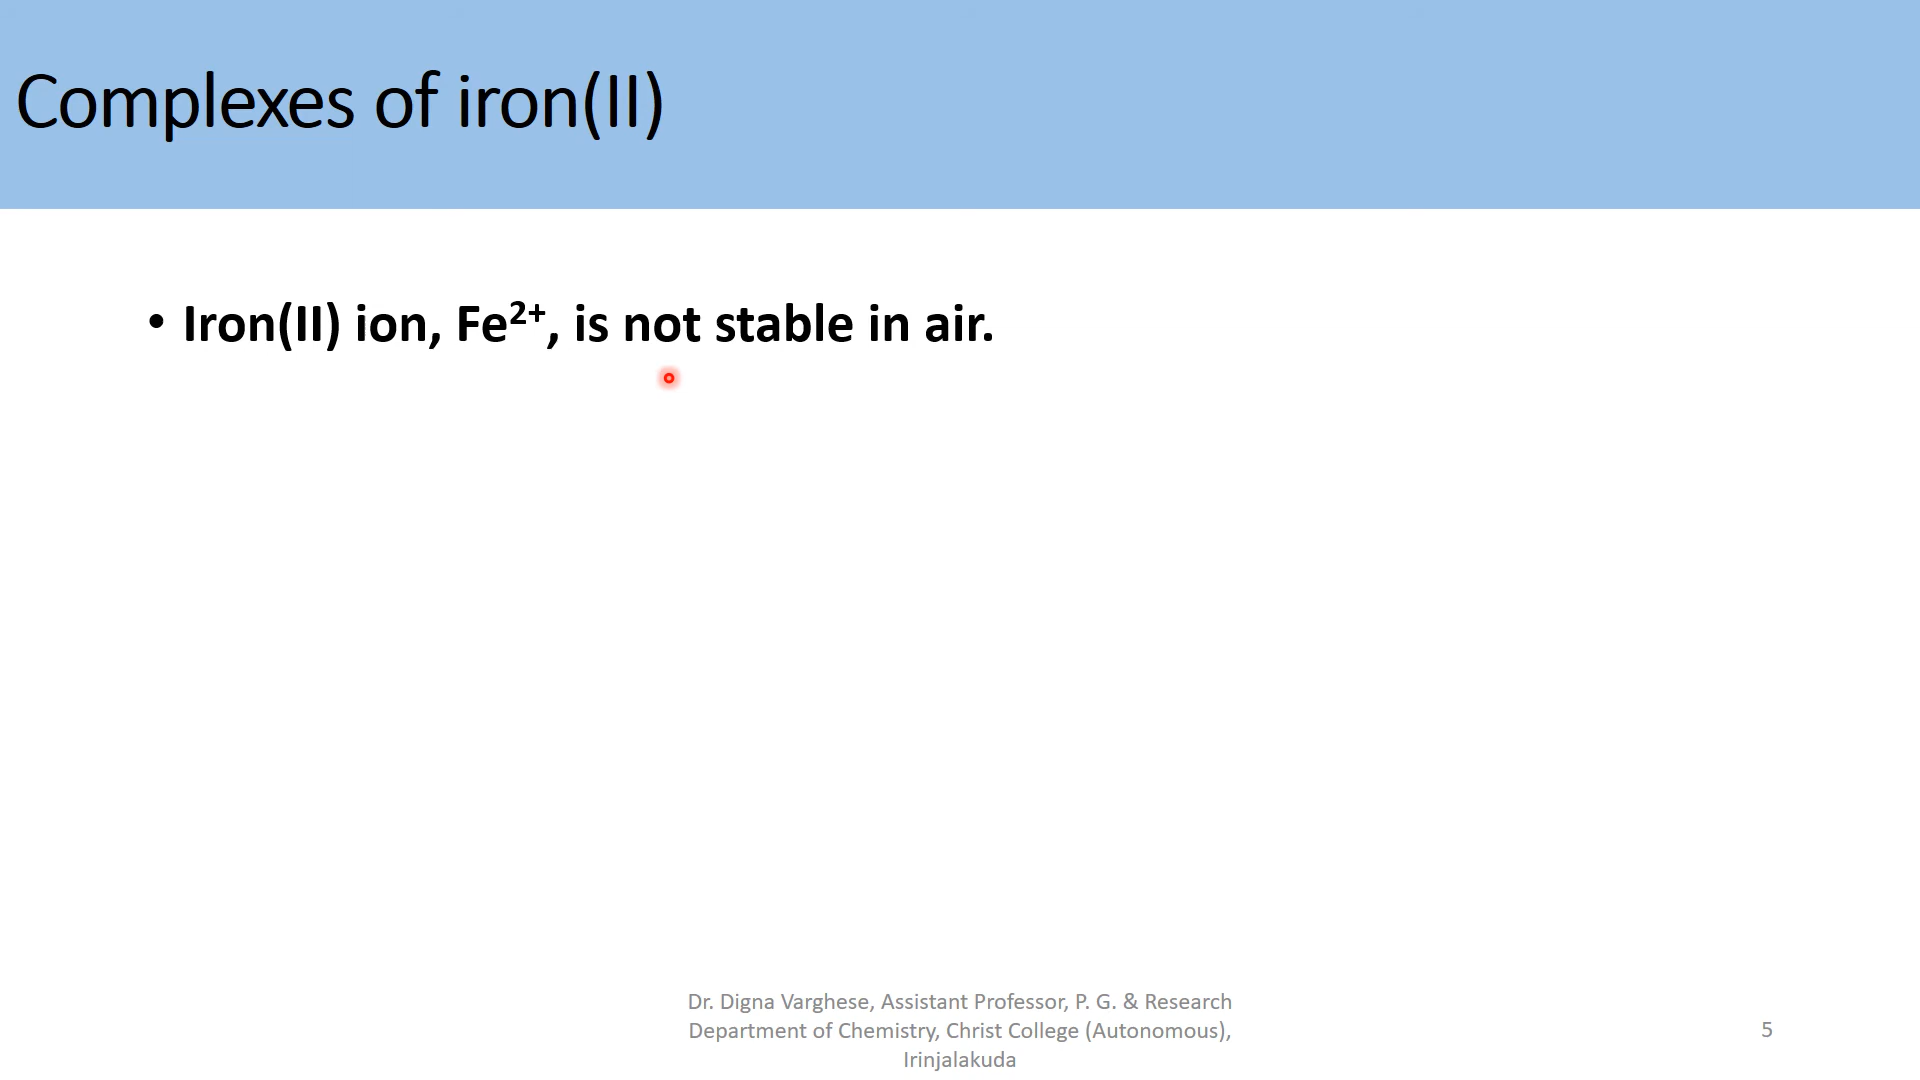 Complexes of iron(II)
• Iron(II) ion, Fe²⁺, is not stable in air.
Dr. Digna Varghese, Assistant Professor, P. G. & Research
Department of Chemistry, Christ College (Autonomous),
Irinjalakuda
5